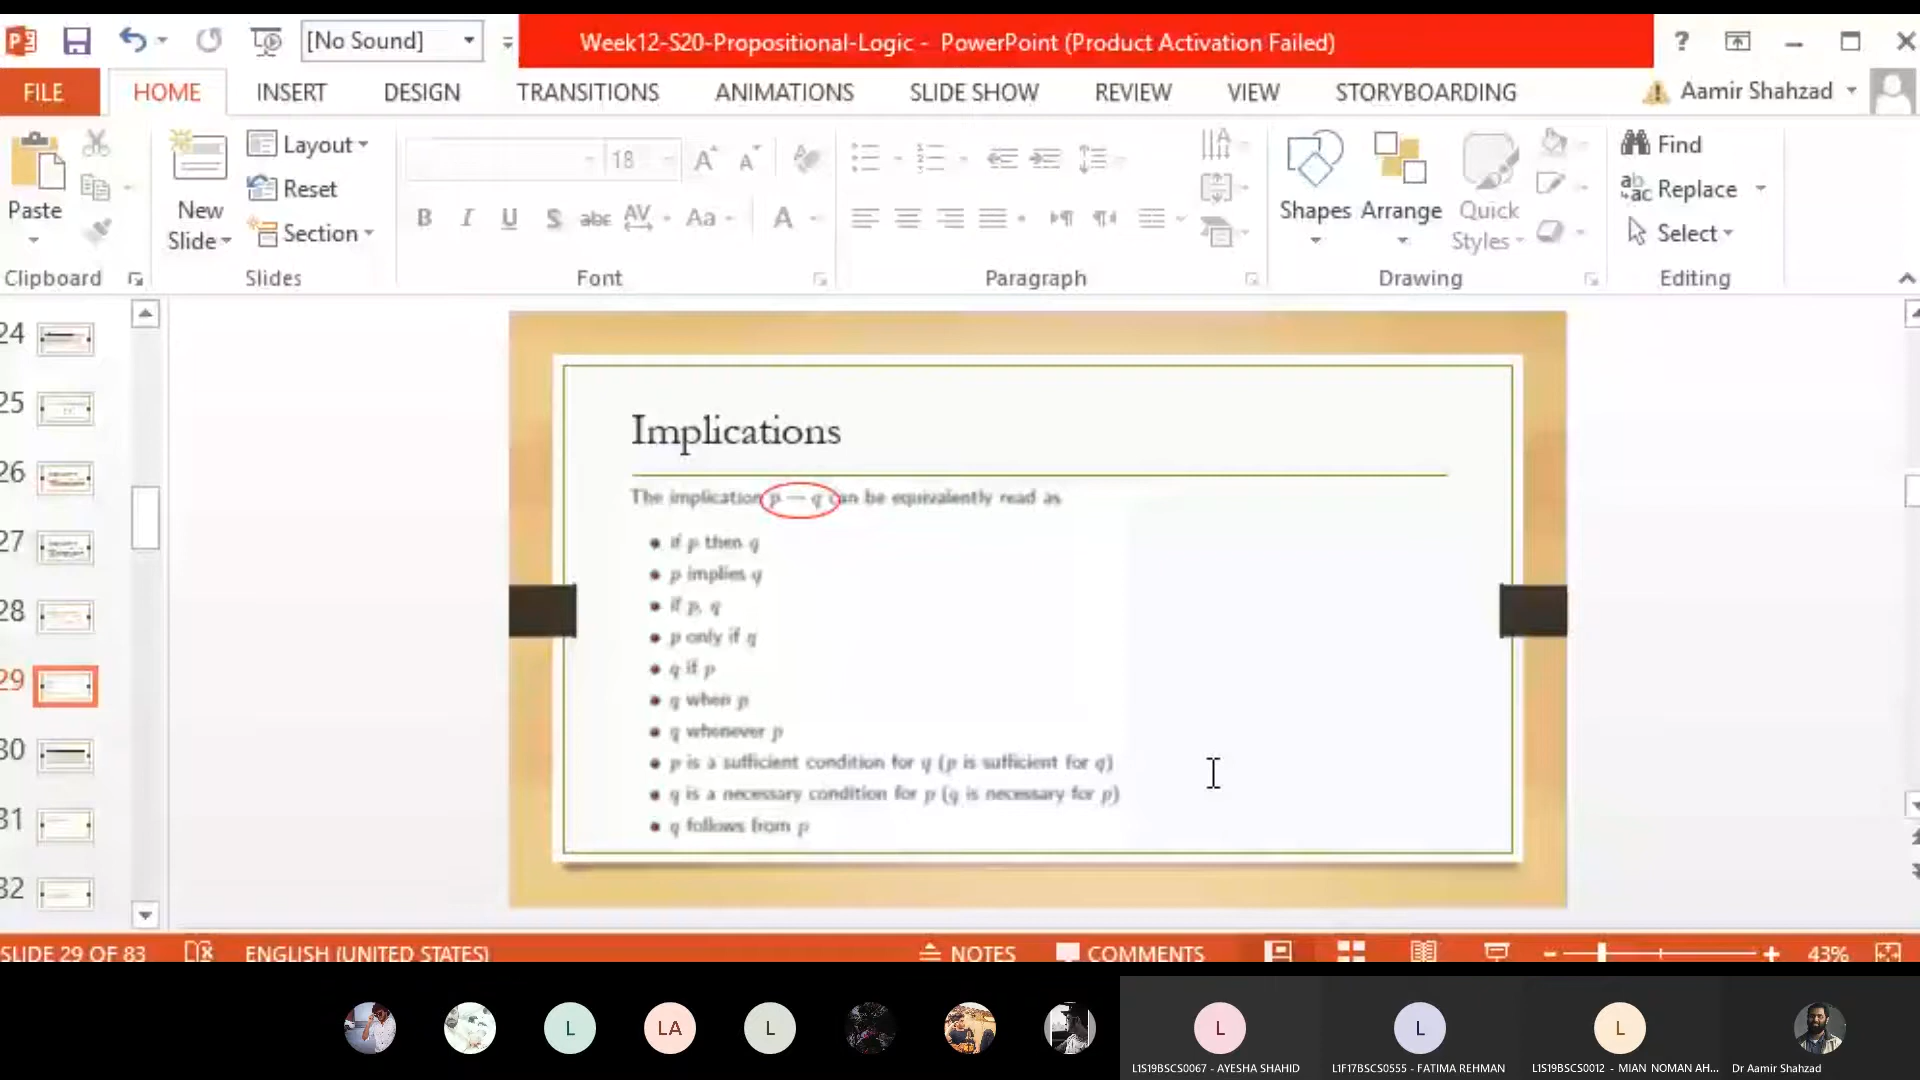 [No Sound]
Week12-S20-Propositional-Logic - PowerPoint (Product Activation Failed)
?
FILE
HOME
INSERT
DESIGN
TRANSITIONS
ANIMATIONS
SLIDE SHOW
REVIEW
VIEW
STORYBOARDING
Aamir Shahzad
Paste
Clipboard
New
Slide
Layout
Reset
Section
Slides
18
B I U S abc AV Aa A
Font
Paragraph
Shapes
Arrange
Quick
Styles
Drawing
Find
Replace
Select
Editing
24
25
26
27
28
29
30
31
32
Implications
The implication p → q can be equivalently read as
• if p then q
• p implies q
• if p, q
• p only if q
• q if p
• q when p
• q whenever p
• p is a sufficient condition for q (p is sufficient for q)
• q is a necessary condition for p (q is necessary for p)
• q follows from p
SLIDE 29 OF 83
ENGLISH (UNITED STATES)
NOTES
COMMENTS
43%
L
LA
L
L
L
L
L1S19BSCS0067 - AYESHA SHAHID
L1F17BSCS0555 - FATIMA REHMAN
L1S19BSCS0012 - MIAN NOMAN AH...
Dr Aamir Shahzad